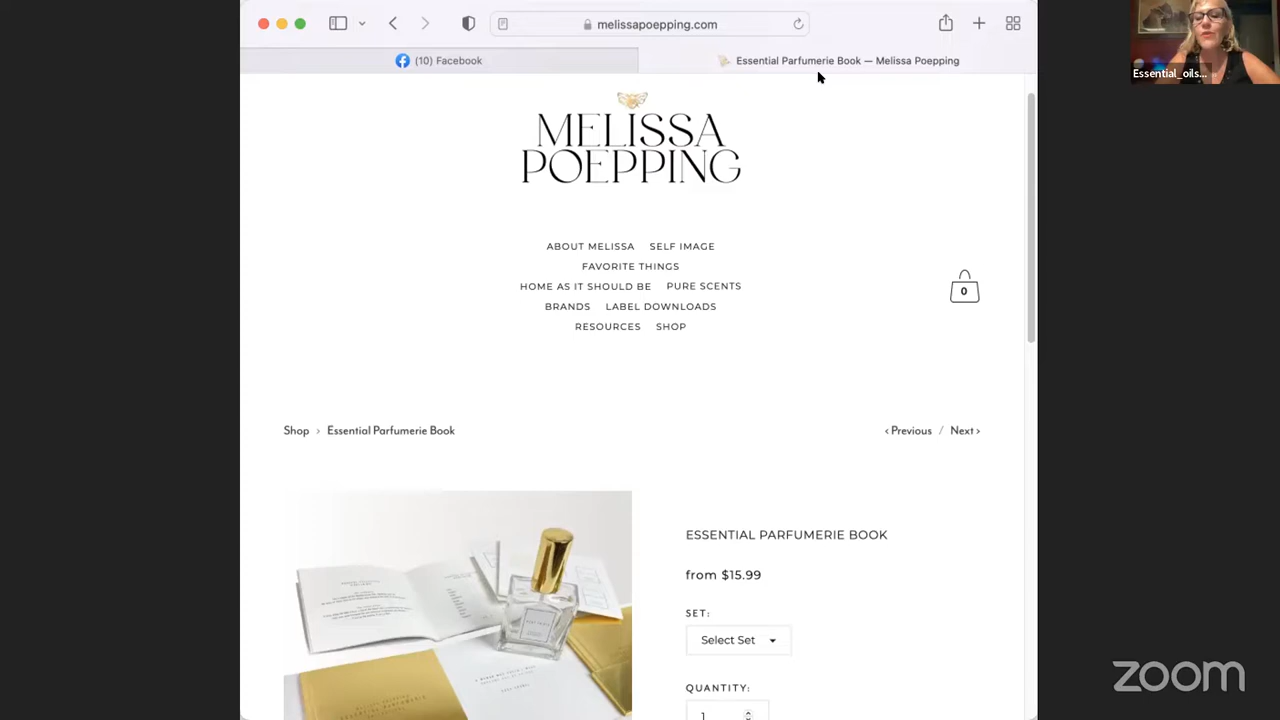 melissapoepping.com
(10) Facebook
Essential Parfumerie Book — Melissa Poepping
Essential_oils...
MELISSA
POEPPING
ABOUT MELISSA SELF IMAGE
FAVORITE THINGS
HOME AS IT SHOULD BE PURE SCENTS
BRANDS LABEL DOWNLOADS
RESOURCES SHOP
0
Shop › Essential Parfumerie Book
‹ Previous / Next ›
ESSENTIAL PARFUMERIE BOOK
from $15.99
SET:
Select Set
QUANTITY:
1
zoom